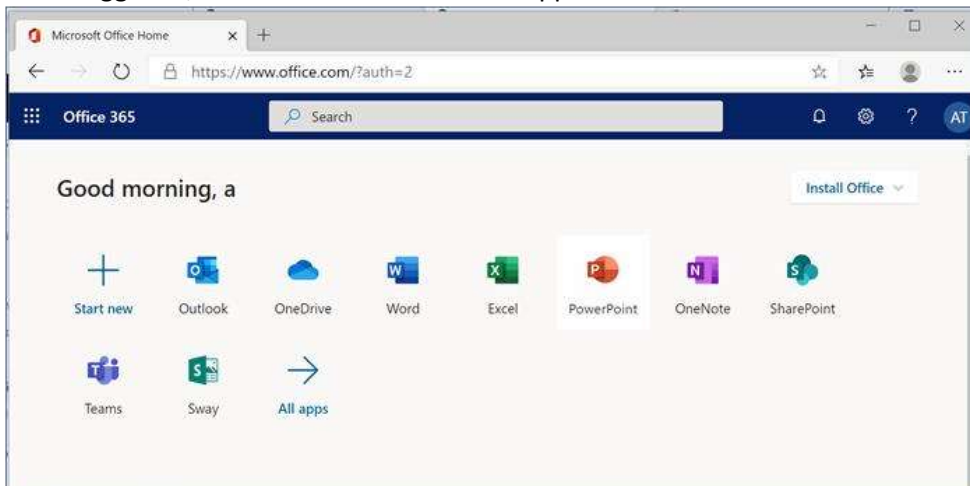 Microsoft Office Home
https://www.office.com/?auth=2
Office 365 Search ? AT
Good morning, a
Install Office
Start new Outlook OneDrive Word Excel PowerPoint OneNote SharePoint
Teams Sway All apps